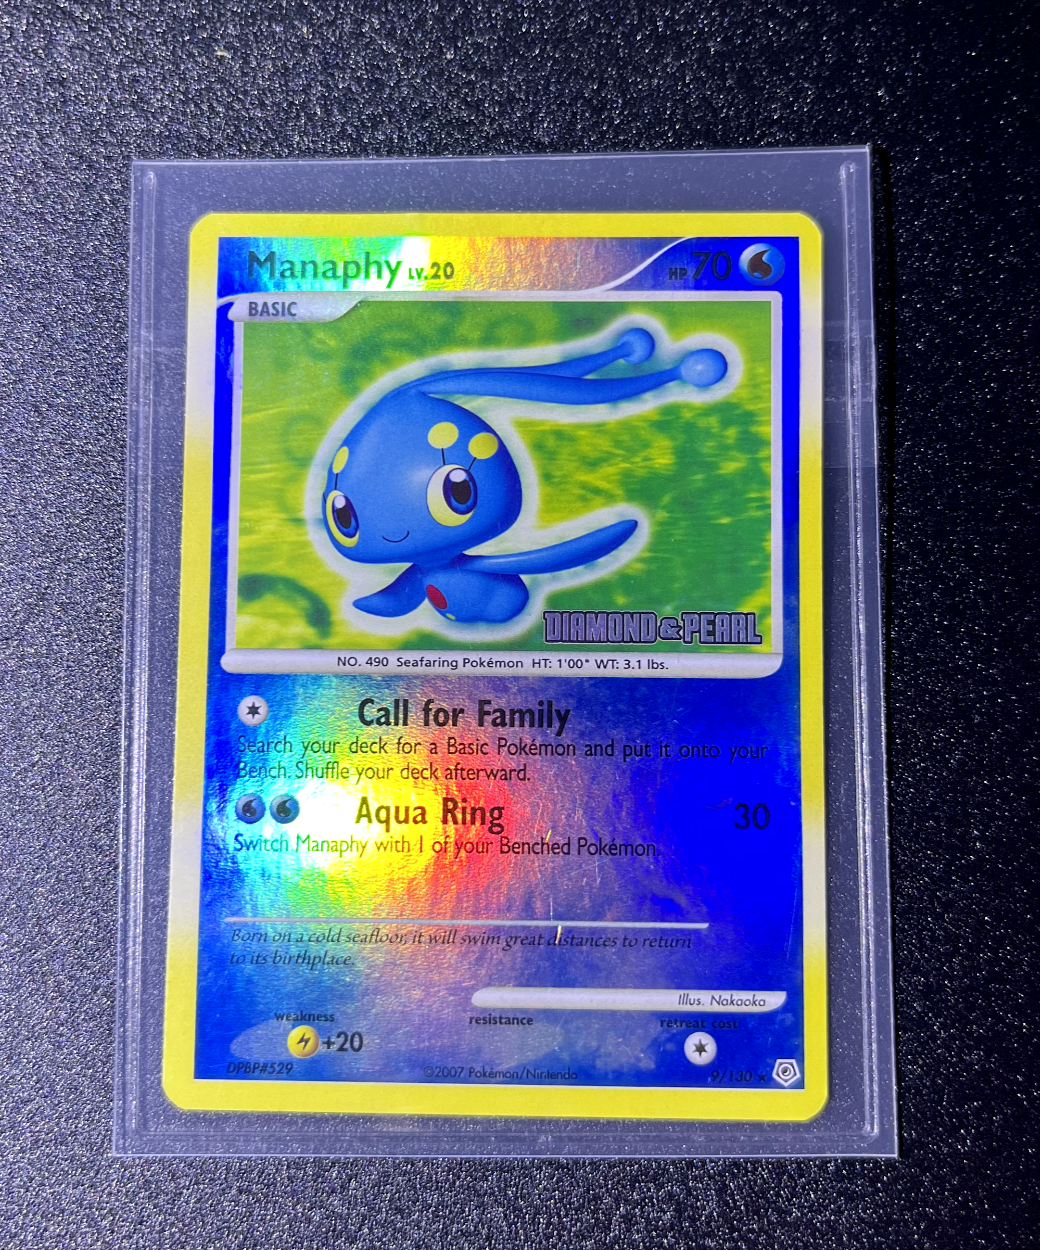 Manaphy LV.20 HP 70
BASIC
DIAMOND & PEARL
NO. 490 Seafaring Pokémon HT: 1'00" WT: 3.1 lbs.
Call for Family
Search your deck for a Basic Pokémon and put it onto your
Bench. Shuffle your deck afterward.
Aqua Ring 30
Switch Manaphy with 1 of your Benched Pokémon.
Born on a cold seafloor, it will swim great distances to return
to its birthplace.
Illus. Nakaoka
weakness resistance retreat cost
+20
DPBP#529 ©2007 Pokémon/Nintendo 9/130 ★